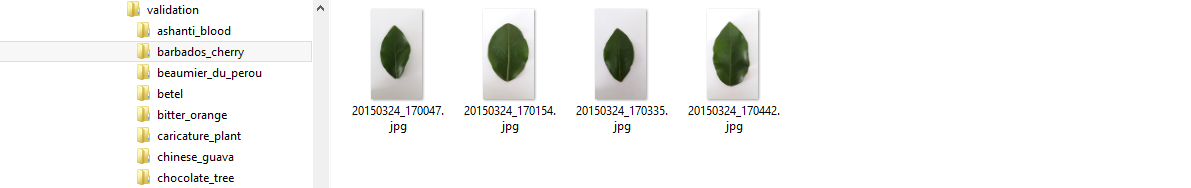 validation
ashanti_blood
barbados_cherry
beaumier_du_perou
betel
bitter_orange
caricature_plant
chinese_guava
chocolate_tree
20150324_170047.
jpg
20150324_170154.
jpg
20150324_170335.
jpg
20150324_170442.
jpg